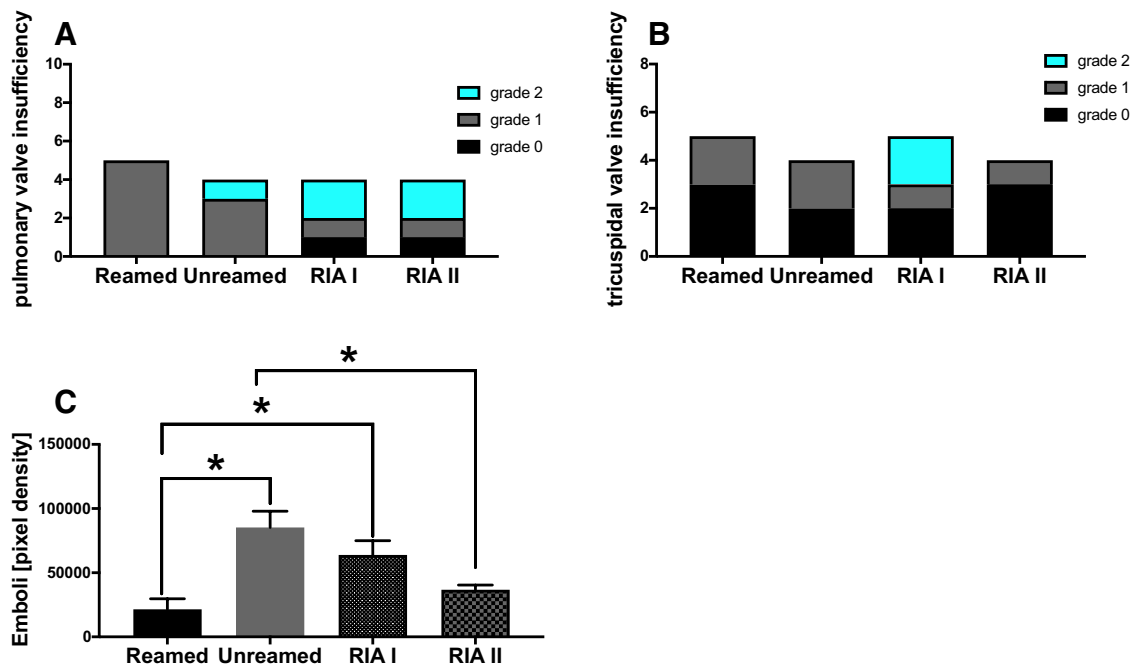 A
pulmonary valve insufficiency
10
8
6
4
2
0
grade 2
grade 1
grade 0
Reamed Unreamed RIA I RIA II
B
tricuspidal valve insufficiency
8
6
4
2
0
grade 2
grade 1
grade 0
Reamed Unreamed RIA I RIA II
C
Emboli [pixel density]
150000
100000
50000
0
*
*
*
Reamed Unreamed RIA I RIA II